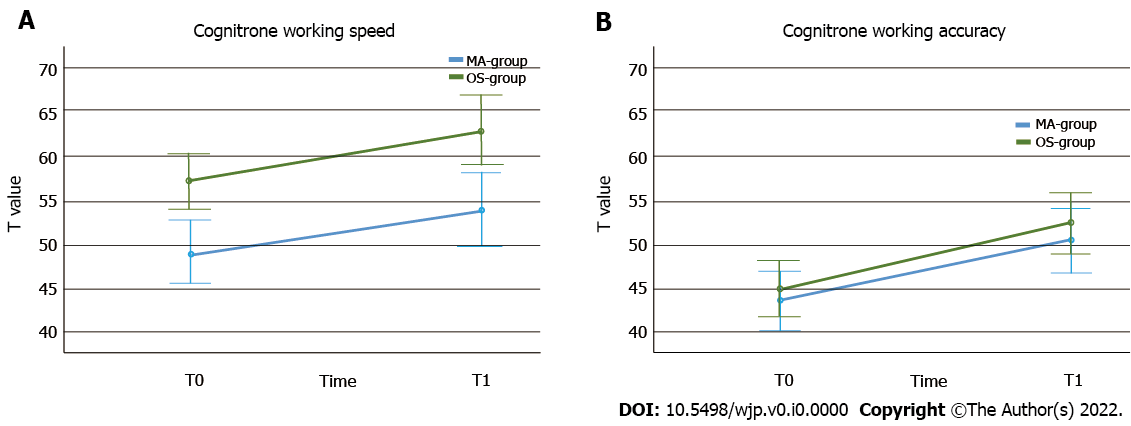 A
Cognitrone working speed
MA-group
OS-group
70
65
60
55
50
45
40
T value
T0
Time
T1
B
Cognitrone working accuracy
MA-group
OS-group
70
65
60
55
50
45
40
T value
T0
Time
T1
DOI: 10.5498/wjp.v0.i0.0000 Copyright ©The Author(s) 2022.